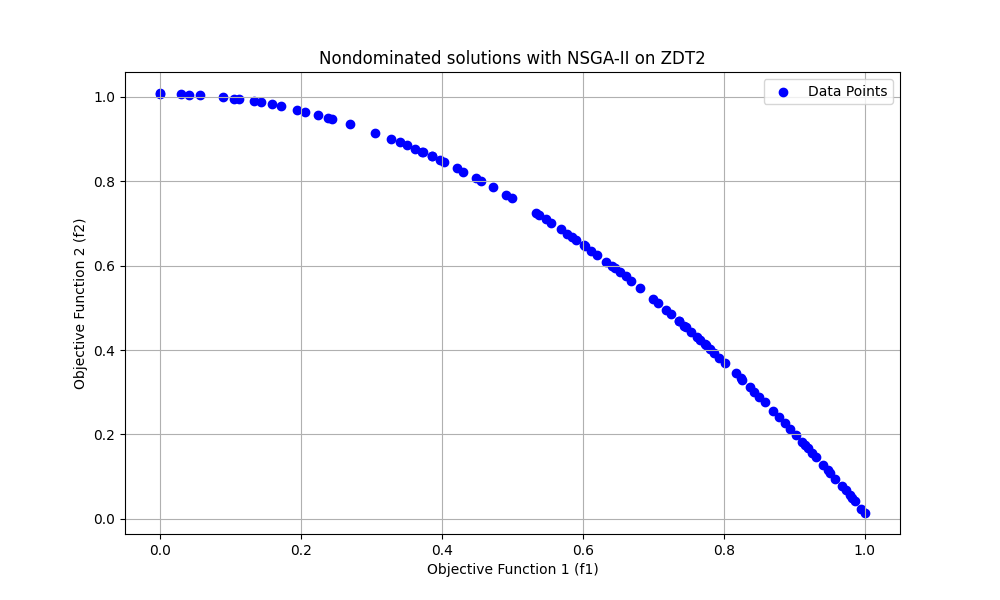 Nondominated solutions with NSGA-II on ZDT2
Data Points
Objective Function 2 (f2)
1.0
0.8
0.6
0.4
0.2
0.0
0.0 0.2 0.4 0.6 0.8 1.0
Objective Function 1 (f1)